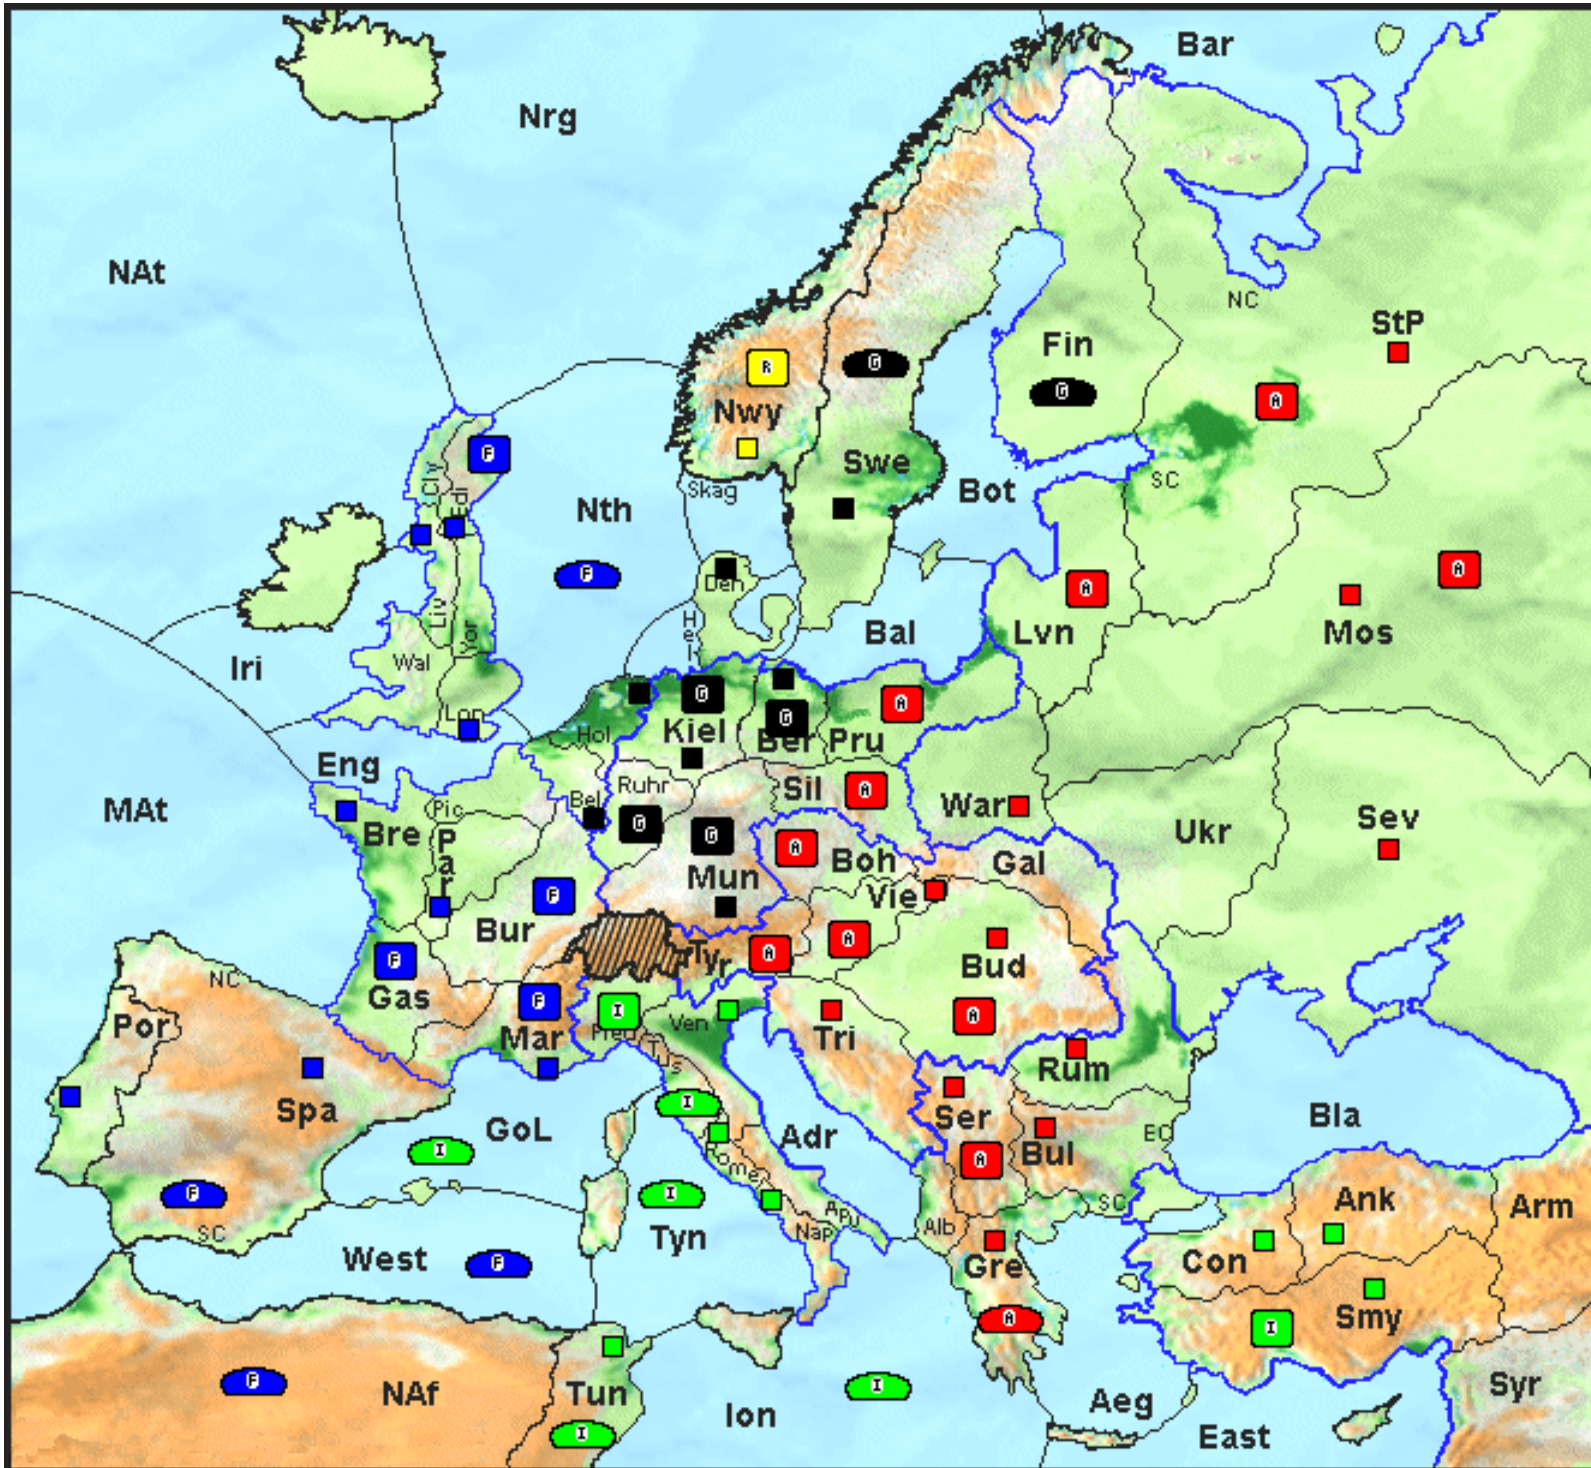 Bar
Nrg
NAt
NC
StP
Fin
A
R
G
G
Nwy
F
Cly
Edi
Swe
SC
Skag
Bot
Nth
F
A
A
Den
Hel
Liv
Yor
Wal
Iri
Bal
Lvn
Mos
Lon
G
Kiel
G
Ber
Pru
A
Hol
Eng
Ruhr
Sil
A
War
MAt
Pic
Bel
Bre
Par
G
G
A
Boh
Gal
Ukr
Sev
Mun
Vie
F
Bur
A
A
Tyr
Bud
F
Gas
NC
F
Mar
I
Pied
Ven
Tus
Tri
A
Por
Rum
Spa
GoL
I
I
Rome
Adr
Ser
Bul
EC
Bla
A
F
SC
I
Tyn
Nap
Apu
Alb
SC
Ank
Arm
West
F
Gre
Con
A
Smy
I
F
NAf
Tun
I
I
Ion
Aeg
East
Syr